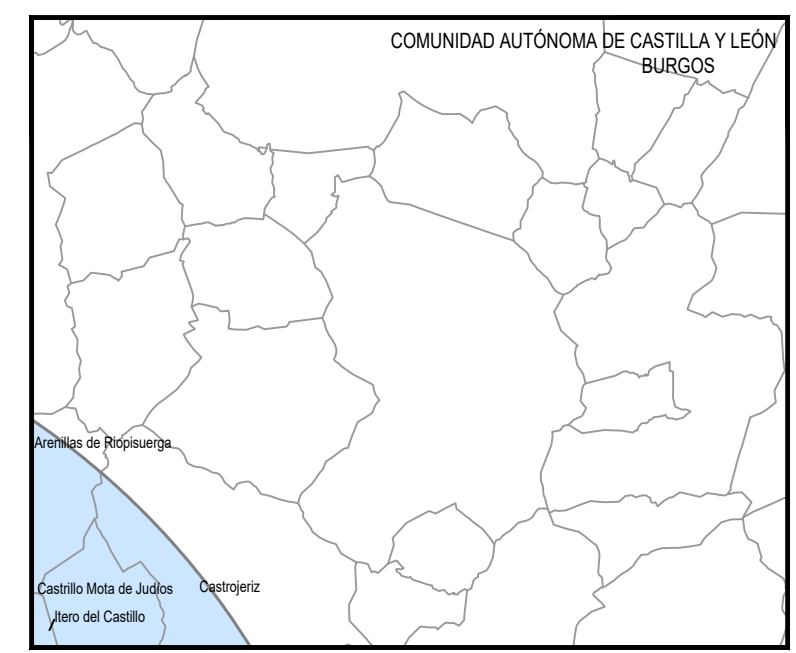 COMUNIDAD AUTÓNOMA DE CASTILLA Y LEÓN
BURGOS
Arenillas de Riopisuerga
Castrillo Mota de Judíos
Castrojeriz
Itero del Castillo